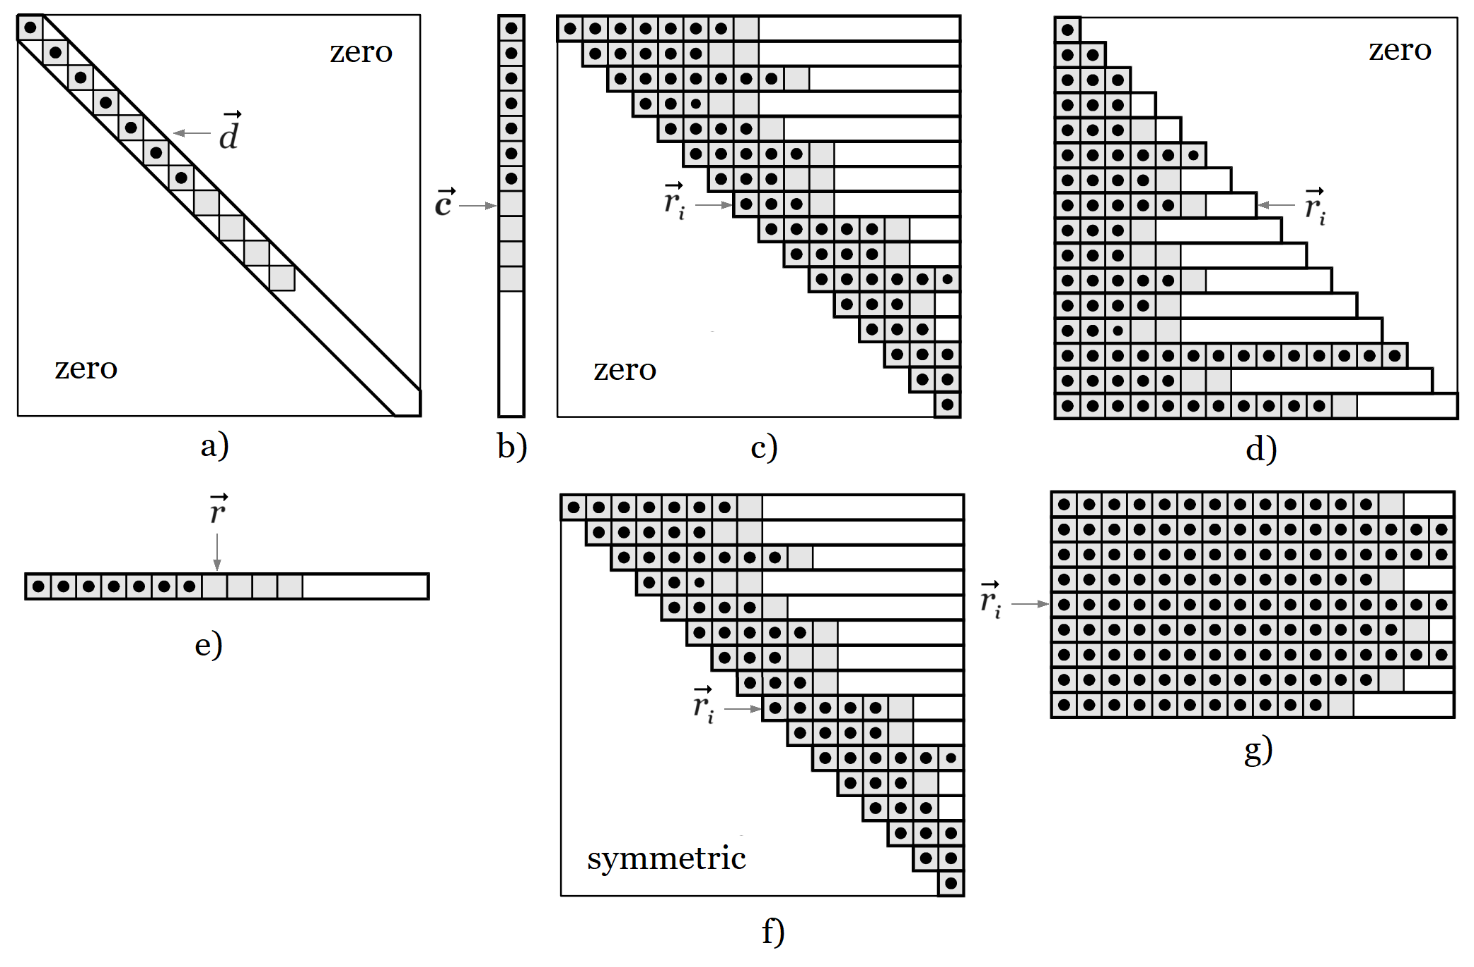 zero
d⃗
zero
a)
c⃗
b)
r⃗ᵢ
zero
c)
zero
r⃗ᵢ
d)
r⃗
e)
r⃗ᵢ
symmetric
f)
r⃗ᵢ
g)